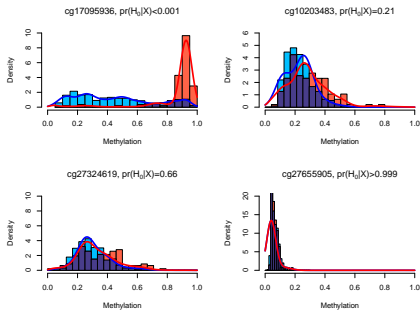 cg17095936, pr(H0|X)<0.001
Density
0 2 4 6 8 10
0.0 0.2 0.4 0.6 0.8 1.0
Methylation
cg10203483, pr(H0|X)=0.21
Density
0 1 2 3 4 5 6
0.0 0.2 0.4 0.6 0.8 1.0
Methylation
cg27324619, pr(H0|X)=0.66
Density
0 2 4 6 8 10
0.0 0.2 0.4 0.6 0.8 1.0
Methylation
cg27655905, pr(H0|X)>0.999
Density
0 5 10 15 20
0.0 0.2 0.4 0.6 0.8 1.0
Methylation